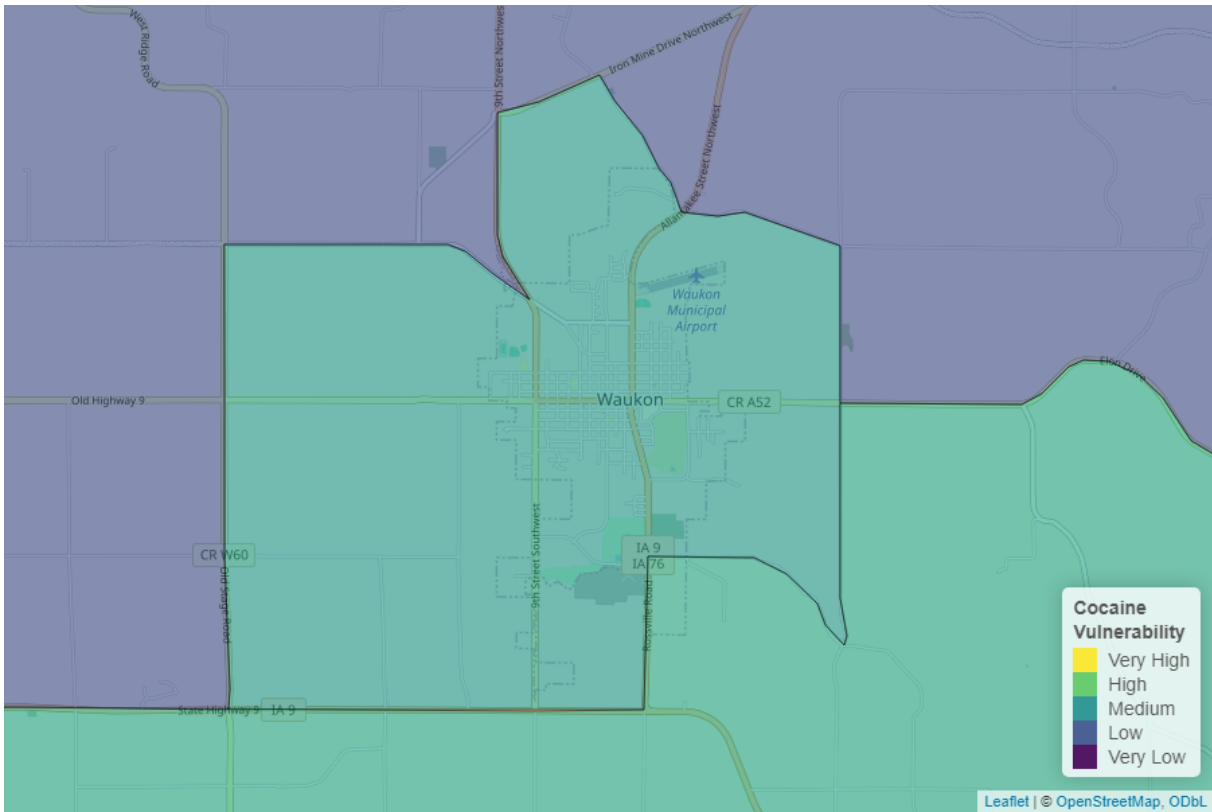 West Ridge Road
9th Street Northwest
Iron Mine Drive Northwest
Allamakee Street Northwest
Waukon
Municipal
Airport
Elon Drive
Old Highway 9
Waukon
CR A52
CR W60
Old Stage Road
9th Street Southwest
IA 9
IA 76
Rossville Road
State Highway 9
IA 9
Cocaine
Vulnerability
Very High
High
Medium
Low
Very Low
Leaflet | © OpenStreetMap, ODbL